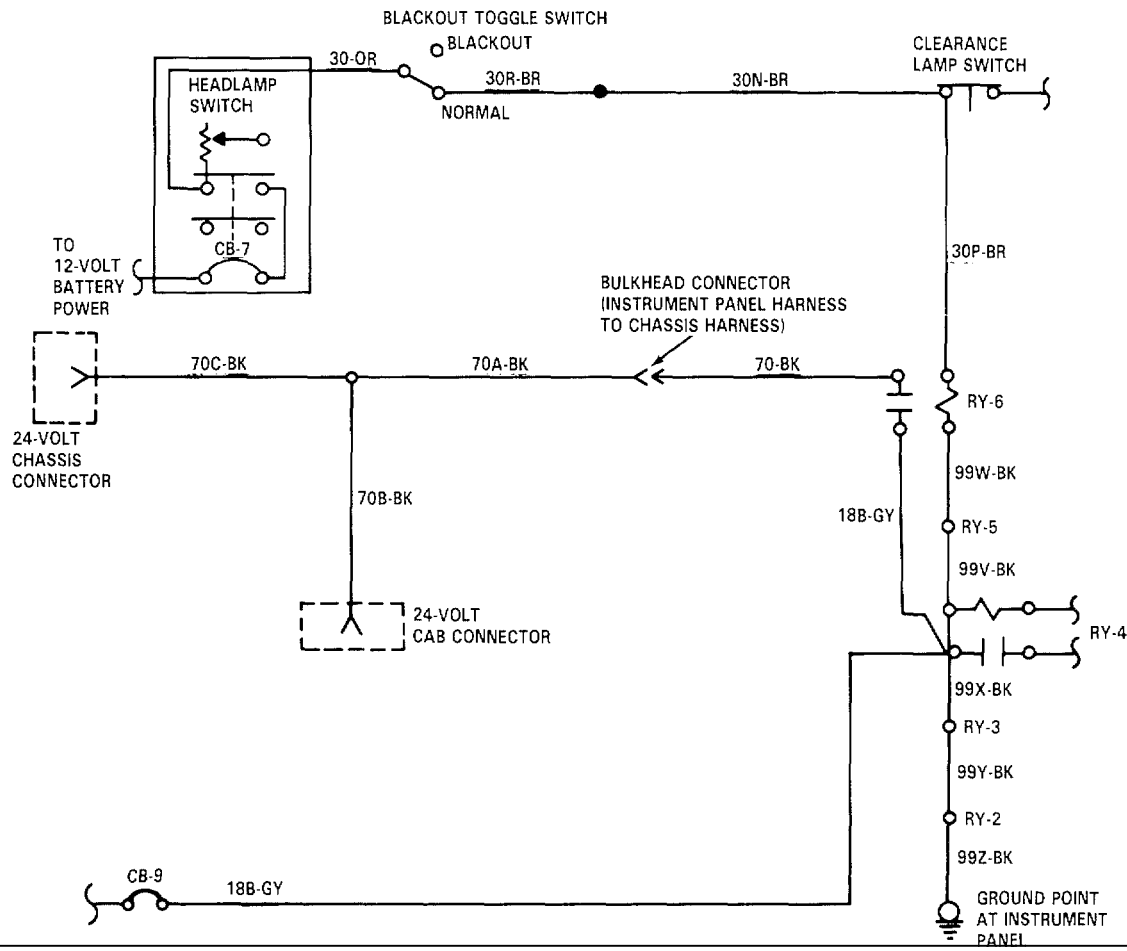 BLACKOUT TOGGLE SWITCH
BLACKOUT
NORMAL
30-OR
30R-BR
30N-BR
CLEARANCE
LAMP SWITCH
HEADLAMP
SWITCH
CB-7
TO
12-VOLT
BATTERY
POWER
30P-BR
BULKHEAD CONNECTOR
(INSTRUMENT PANEL HARNESS
TO CHASSIS HARNESS)
70C-BK
70A-BK
70-BK
RY-6
24-VOLT
CHASSIS
CONNECTOR
99W-BK
70B-BK
18B-GY
RY-5
99V-BK
24-VOLT
CAB CONNECTOR
RY-4
99X-BK
RY-3
99Y-BK
RY-2
99Z-BK
CB-9
18B-GY
GROUND POINT
AT INSTRUMENT
PANEL